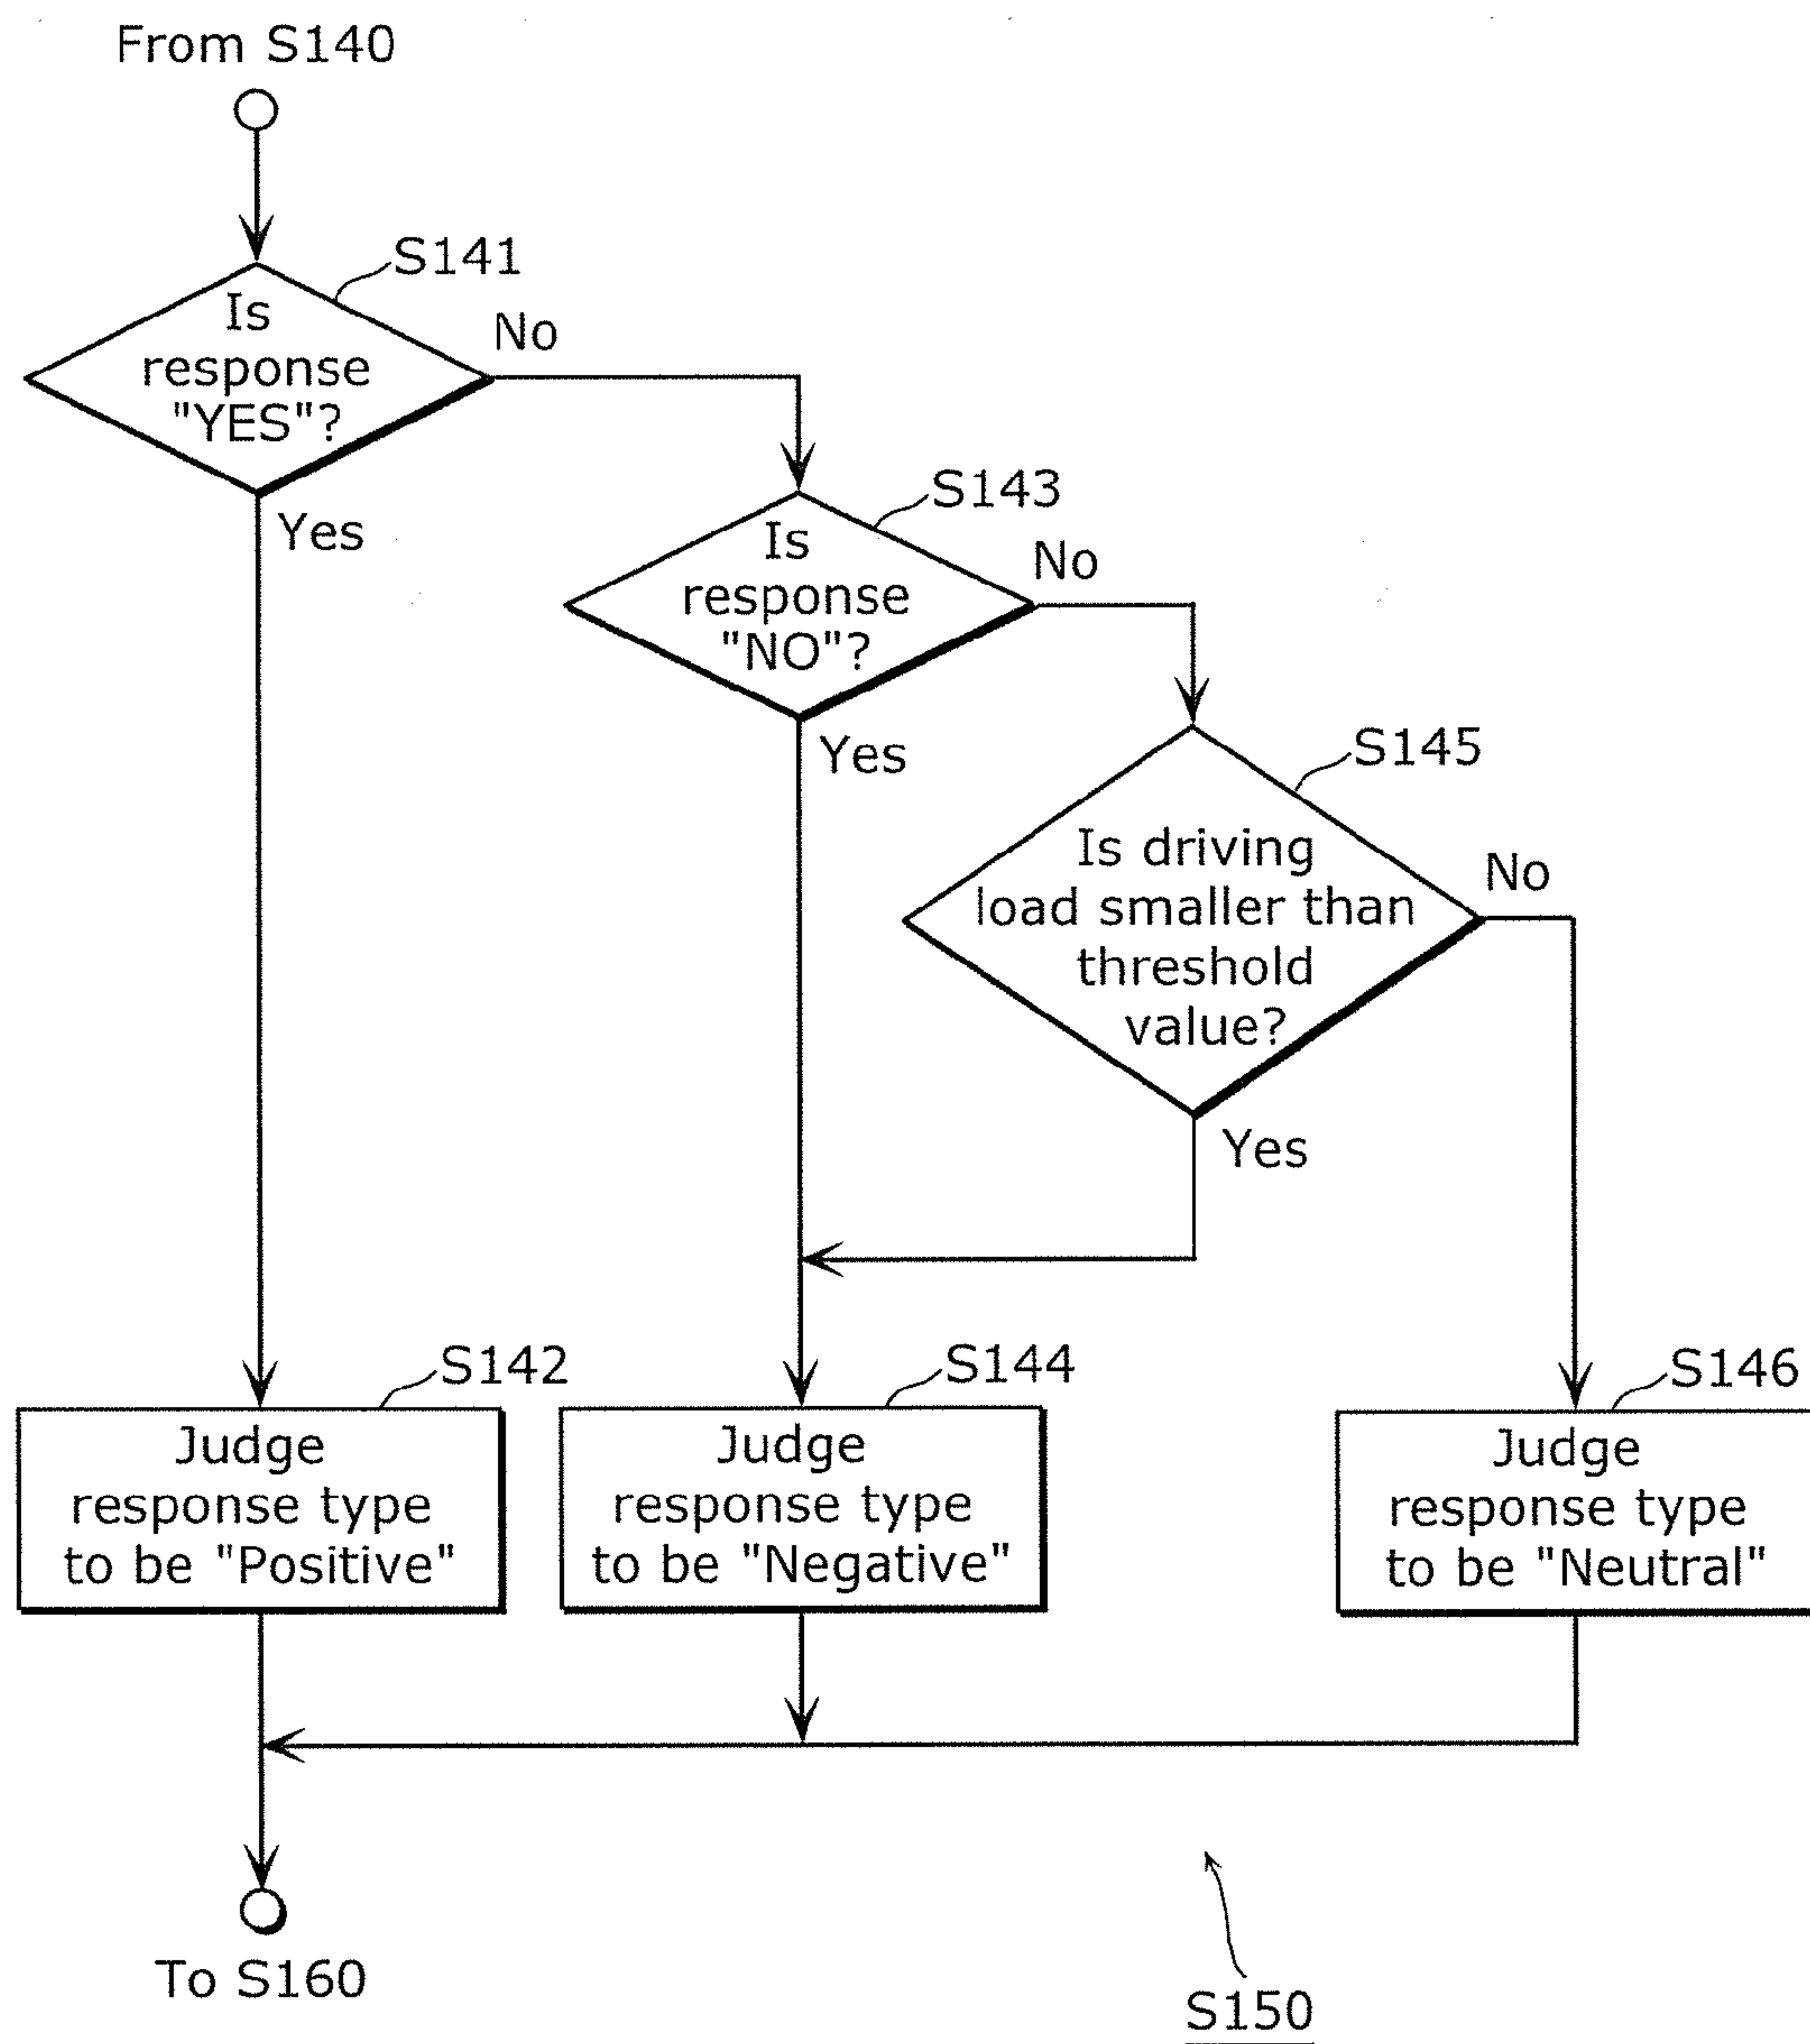 From S140
S141
Is
response
"YES"?
No
Yes
S143
Is
response
"NO"?
No
Yes
S145
Is driving
load smaller than
threshold
value?
No
Yes
S142
Judge
response type
to be "Positive"
S144
Judge
response type
to be "Negative"
S146
Judge
response type
to be "Neutral"
To S160
S150